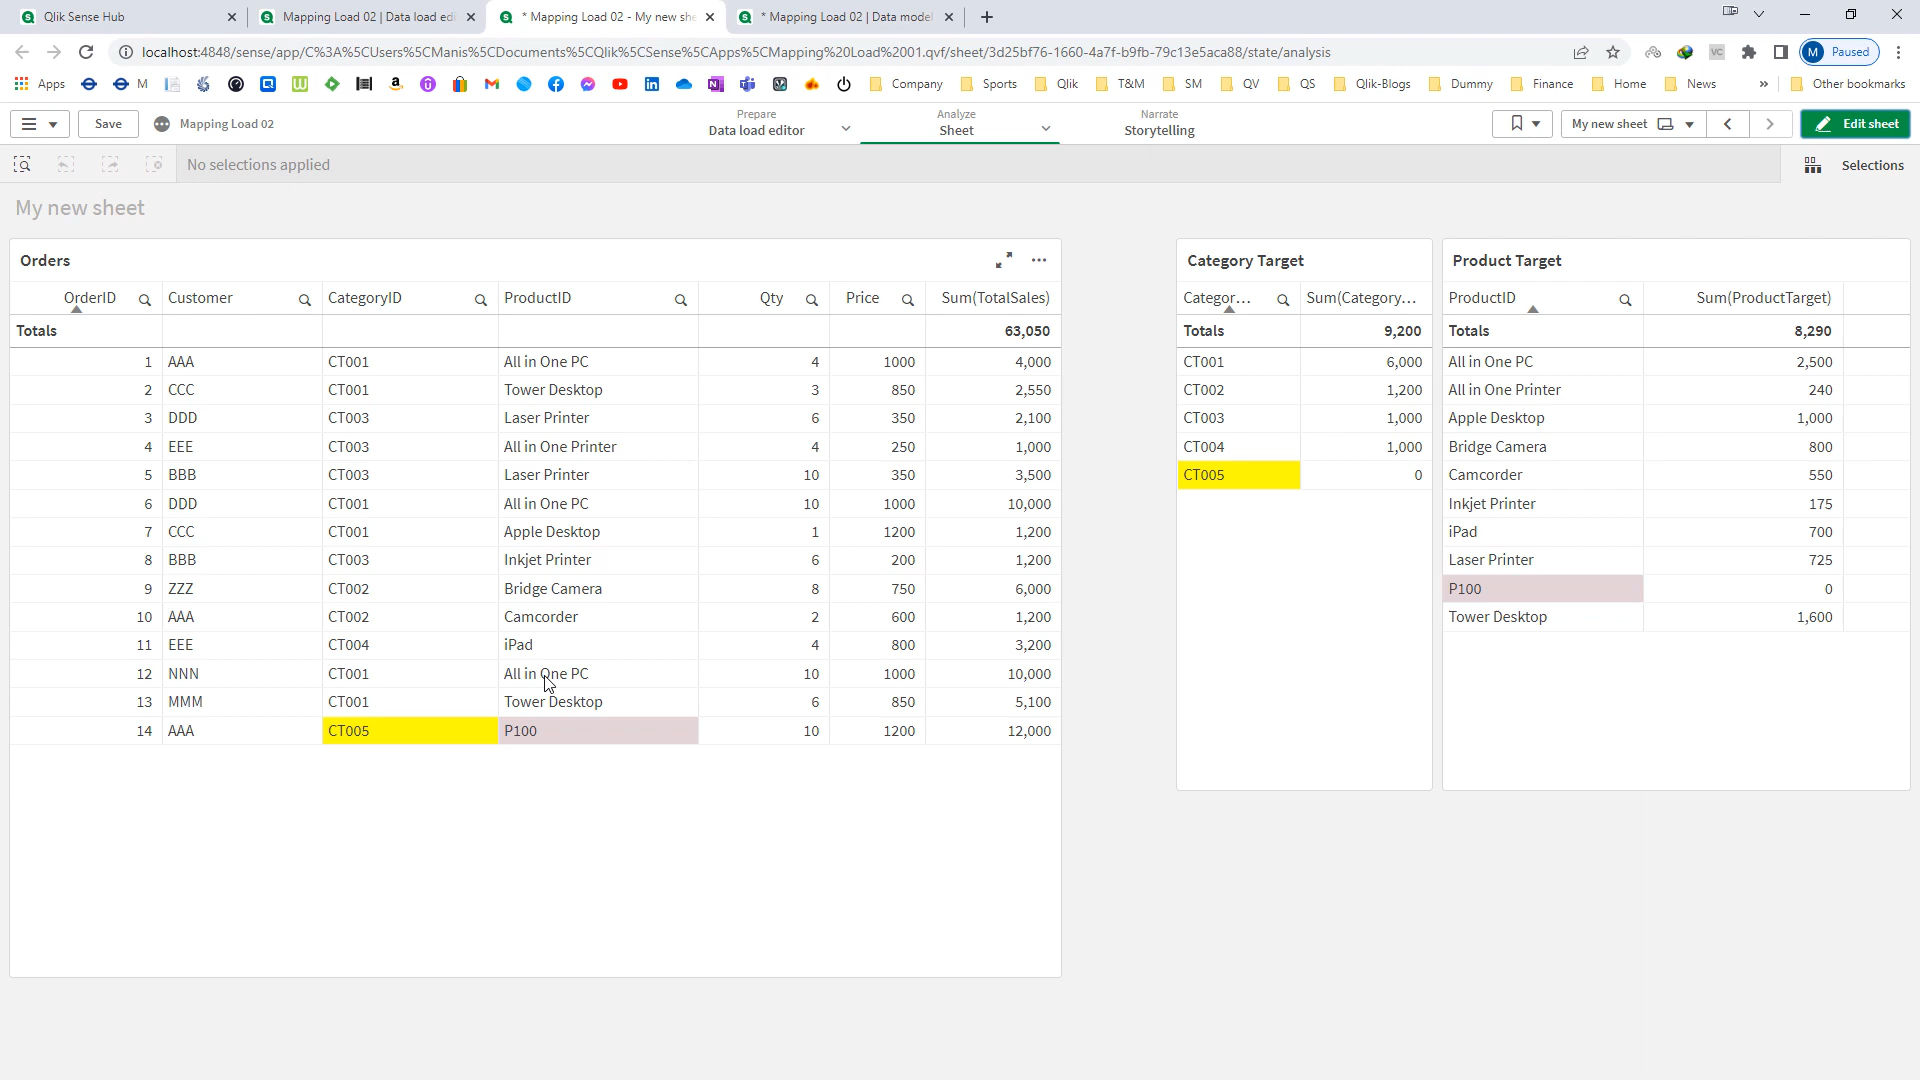 Qlik Sense Hub
Mapping Load 02 | Data load edi
* Mapping Load 02 - My new she
* Mapping Load 02 | Data model
localhost:4848/sense/app/C%3A%5CUsers%5CManis%5CDocuments%5CQlik%5CSense%5CApps%5CMapping%20Load%2001.qvf/sheet/3d25bf76-1660-4a7f-b9fb-79c13e5aca88/state/analysis
M Paused
Apps M Company Sports Qlik T&M SM QV QS Qlik-Blogs Dummy Finance Home News » Other bookmarks
Save
Mapping Load 02
Prepare
Data load editor
Analyze
Sheet
Narrate
Storytelling
My new sheet
Edit sheet
No selections applied
Selections
My new sheet
Orders
OrderID Customer CategoryID ProductID Qty Price Sum(TotalSales)
Totals 63,050
1 AAA CT001 All in One PC 4 1000 4,000
2 CCC CT001 Tower Desktop 3 850 2,550
3 DDD CT003 Laser Printer 6 350 2,100
4 EEE CT003 All in One Printer 4 250 1,000
5 BBB CT003 Laser Printer 10 350 3,500
6 DDD CT001 All in One PC 10 1000 10,000
7 CCC CT001 Apple Desktop 1 1200 1,200
8 BBB CT003 Inkjet Printer 6 200 1,200
9 ZZZ CT002 Bridge Camera 8 750 6,000
10 AAA CT002 Camcorder 2 600 1,200
11 EEE CT004 iPad 4 800 3,200
12 NNN CT001 All in One PC 10 1000 10,000
13 MMM CT001 Tower Desktop 6 850 5,100
14 AAA CT005 P100 10 1200 12,000
Category Target
Categor... Sum(Category...
Totals 9,200
CT001 6,000
CT002 1,200
CT003 1,000
CT004 1,000
CT005 0
Product Target
ProductID Sum(ProductTarget)
Totals 8,290
All in One PC 2,500
All in One Printer 240
Apple Desktop 1,000
Bridge Camera 800
Camcorder 550
Inkjet Printer 175
iPad 700
Laser Printer 725
P100 0
Tower Desktop 1,600